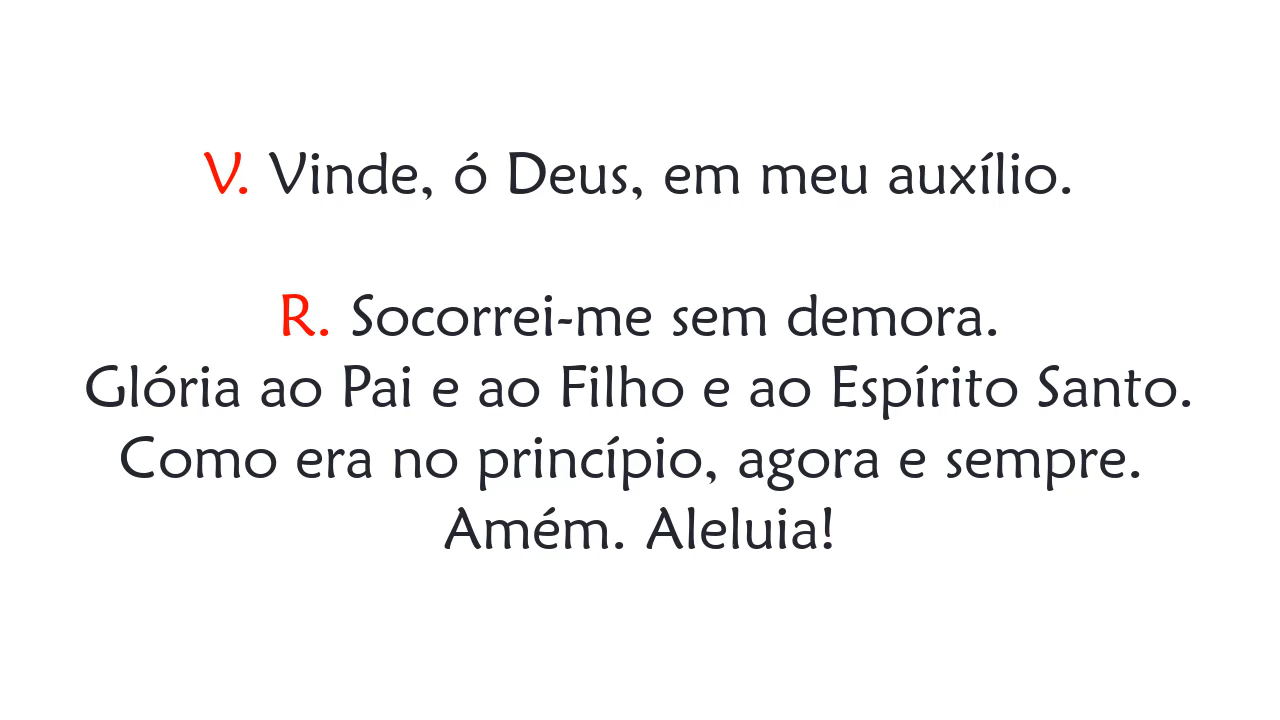 V. Vinde, ó Deus, em meu auxílio.
R. Socorrei-me sem demora.
Glória ao Pai e ao Filho e ao Espírito Santo.
Como era no princípio, agora e sempre.
Amém. Aleluia!